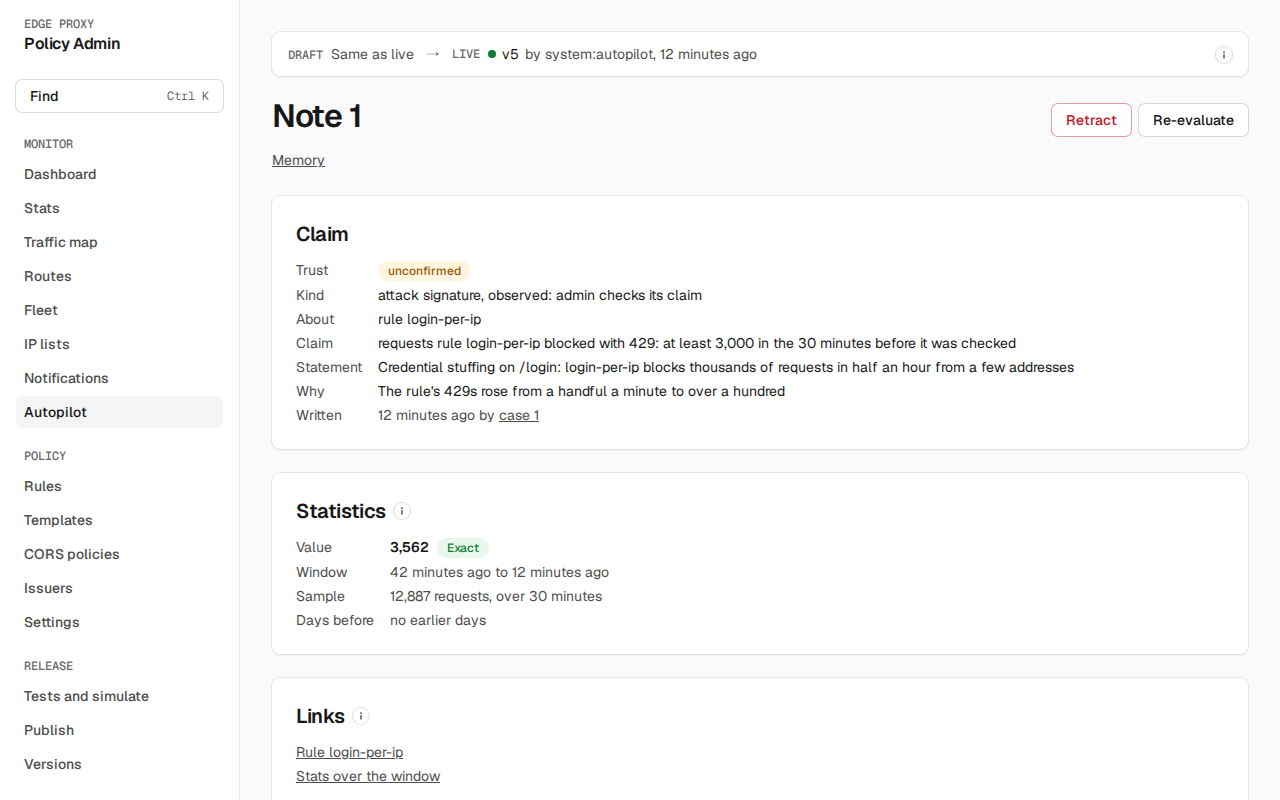 EDGE PROXY
Policy Admin
Find Ctrl K
MONITOR
Dashboard
Stats
Traffic map
Routes
Fleet
IP lists
Notifications
Autopilot
POLICY
Rules
Templates
CORS policies
Issuers
Settings
RELEASE
Tests and simulate
Publish
Versions
DRAFT Same as live → LIVE v5 by system:autopilot, 12 minutes ago
Note 1
Retract Re-evaluate
Memory
Claim
Trust unconfirmed
Kind attack signature, observed: admin checks its claim
About rule login-per-ip
Claim requests rule login-per-ip blocked with 429: at least 3,000 in the 30 minutes before it was checked
Statement Credential stuffing on /login: login-per-ip blocks thousands of requests in half an hour from a few addresses
Why The rule's 429s rose from a handful a minute to over a hundred
Written 12 minutes ago by case 1
Statistics
Value 3,562 Exact
Window 42 minutes ago to 12 minutes ago
Sample 12,887 requests, over 30 minutes
Days before no earlier days
Links
Rule login-per-ip
Stats over the window